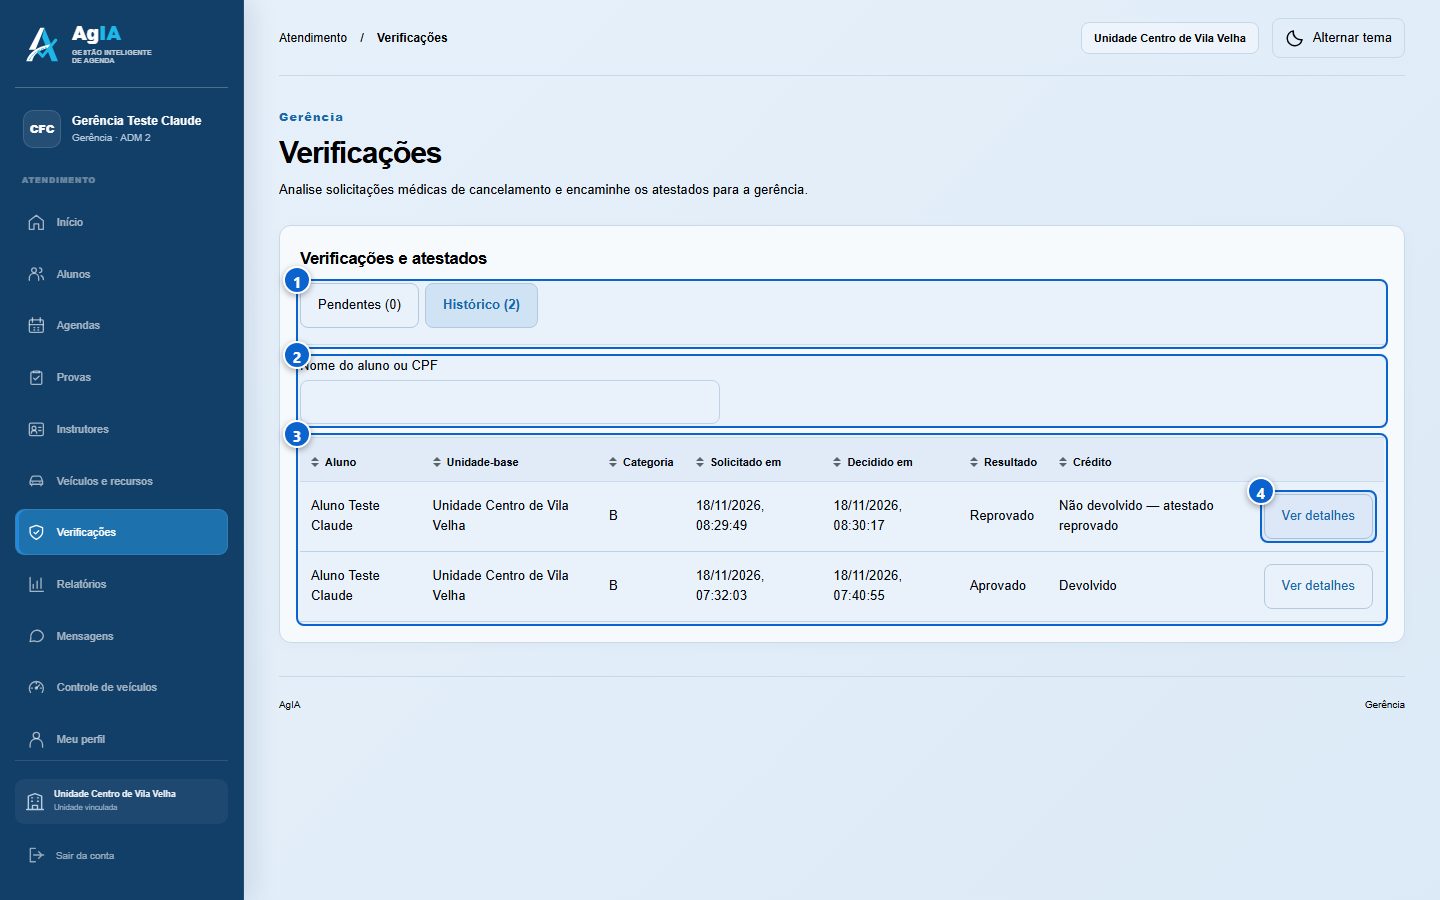 AgIA
GESTÃO INTELIGENTE
DE AGENDA
CFC
Gerência Teste Claude
Gerência · ADM 2
ATENDIMENTO
Início
Alunos
Agendas
Provas
Instrutores
Veículos e recursos
Verificações
Relatórios
Mensagens
Controle de veículos
Meu perfil
Unidade Centro de Vila Velha
Unidade vinculada
Sair da conta
Atendimento / Verificações
Unidade Centro de Vila Velha
Alternar tema
Gerência
Verificações
Analise solicitações médicas de cancelamento e encaminhe os atestados para a gerência.
Verificações e atestados
1
Pendentes (0) Histórico (2)
2
Nome do aluno ou CPF
3
Aluno Unidade-base Categoria Solicitado em Decidido em Resultado Crédito
4
Aluno Teste Claude Unidade Centro de Vila Velha B 18/11/2026, 08:29:49 18/11/2026, 08:30:17 Reprovado Não devolvido — atestado reprovado Ver detalhes
Aluno Teste Claude Unidade Centro de Vila Velha B 18/11/2026, 07:32:03 18/11/2026, 07:40:55 Aprovado Devolvido Ver detalhes
AgIA Gerência